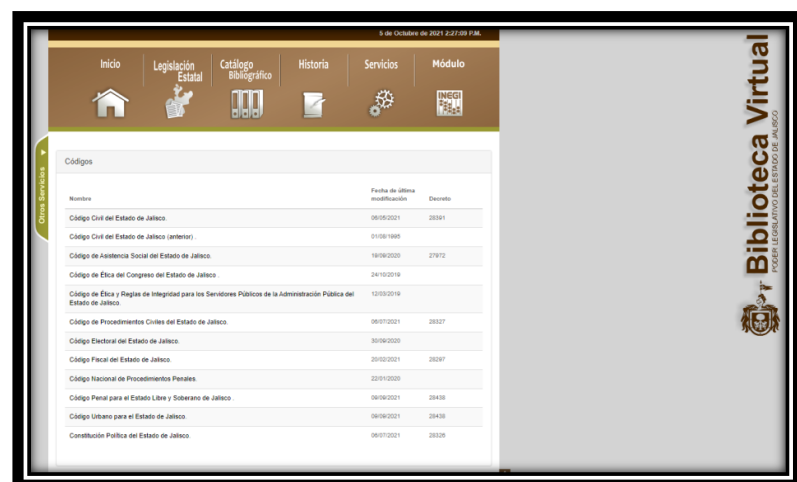 5 de Octubre de 2021 2:27:09 P.M.
Inicio
Legislación
Estatal
Catálogo
Bibliográfico
Historia
Servicios
Módulo
INEGI
Otros Servicios
Códigos
Nombre
Fecha de última
modificación
Decreto
Código Civil del Estado de Jalisco. 06/05/2021 28391
Código Civil del Estado de Jalisco (anterior) . 01/08/1995
Código de Asistencia Social del Estado de Jalisco. 19/09/2020 27972
Código de Ética del Congreso del Estado de Jalisco . 24/10/2019
Código de Ética y Reglas de Integridad para los Servidores Públicos de la Administración Pública del 12/03/2019
Estado de Jalisco.
Código de Procedimientos Civiles del Estado de Jalisco. 06/07/2021 28327
Código Electoral del Estado de Jalisco. 30/09/2020
Código Fiscal del Estado de Jalisco. 20/02/2021 28297
Código Nacional de Procedimientos Penales. 22/01/2020
Código Penal para el Estado Libre y Soberano de Jalisco . 09/09/2021 28438
Código Urbano para el Estado de Jalisco. 09/09/2021 28438
Constitución Política del Estado de Jalisco. 06/07/2021 28326
Biblioteca Virtual
PODER LEGISLATIVO DEL ESTADO DE JALISCO